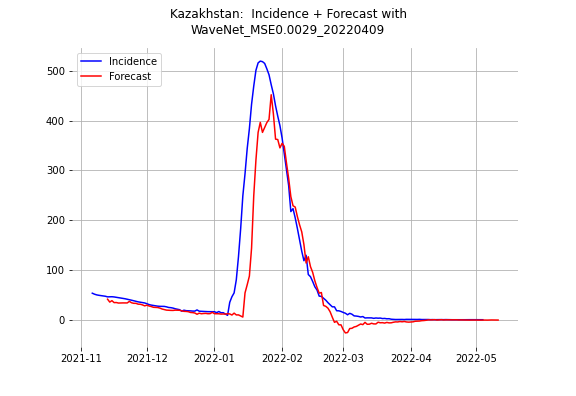 Kazakhstan:  Incidence + Forecast with
WaveNet_MSE0.0029_20220409
Incidence
Forecast
500
400
300
200
100
0
2021-11 2021-12 2022-01 2022-02 2022-03 2022-04 2022-05